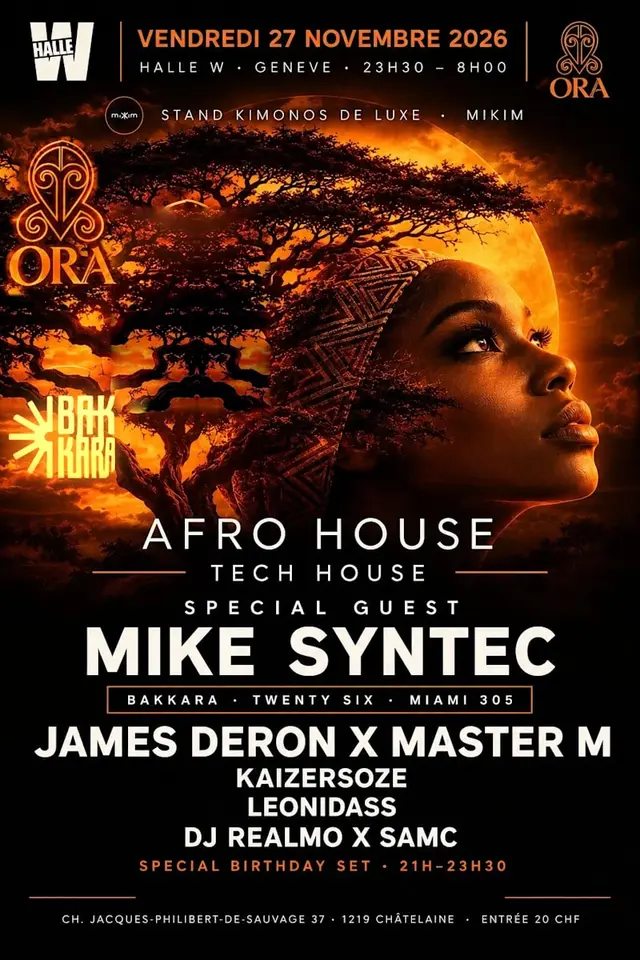 HALLE W
VENDREDI 27 NOVEMBRE 2026
HALLE W · GENEVE · 23H30 – 8H00
ORA
miKim
STAND KIMONOS DE LUXE · MIKIM
ORA
BAK
KARA
AFRO HOUSE
TECH HOUSE
SPECIAL GUEST
MIKE SYNTEC
BAKKARA · TWENTY SIX · MIAMI 305
JAMES DERON X MASTER M
KAIZERSOZE
LEONIDASS
DJ REALMO X SAMC
SPECIAL BIRTHDAY SET · 21H–23H30
CH. JACQUES-PHILIBERT-DE-SAUVAGE 37 · 1219 CHÂTELAINE · ENTRÉE 20 CHF